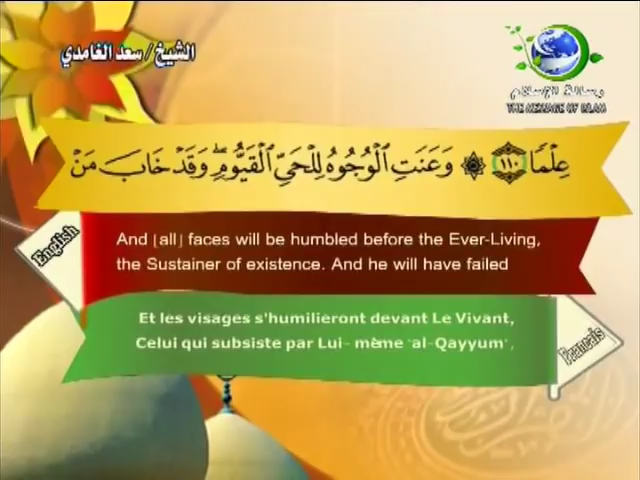 الشيخ / سعد الغامدي
رسالة الإسلام
THE MESSAGE OF ISLAM
عِلْمًا ﴿١١٠﴾ ۞ وَعَنَتِ الْوُجُوهُ لِلْحَيِّ الْقَيُّومِ ۖ وَقَدْ خَابَ مَنْ
English
And [all] faces will be humbled before the Ever-Living,
the Sustainer of existence. And he will have failed
Et les visages s'humilieront devant Le Vivant,
Celui qui subsiste par Lui- même "al-Qayyum",
Francais